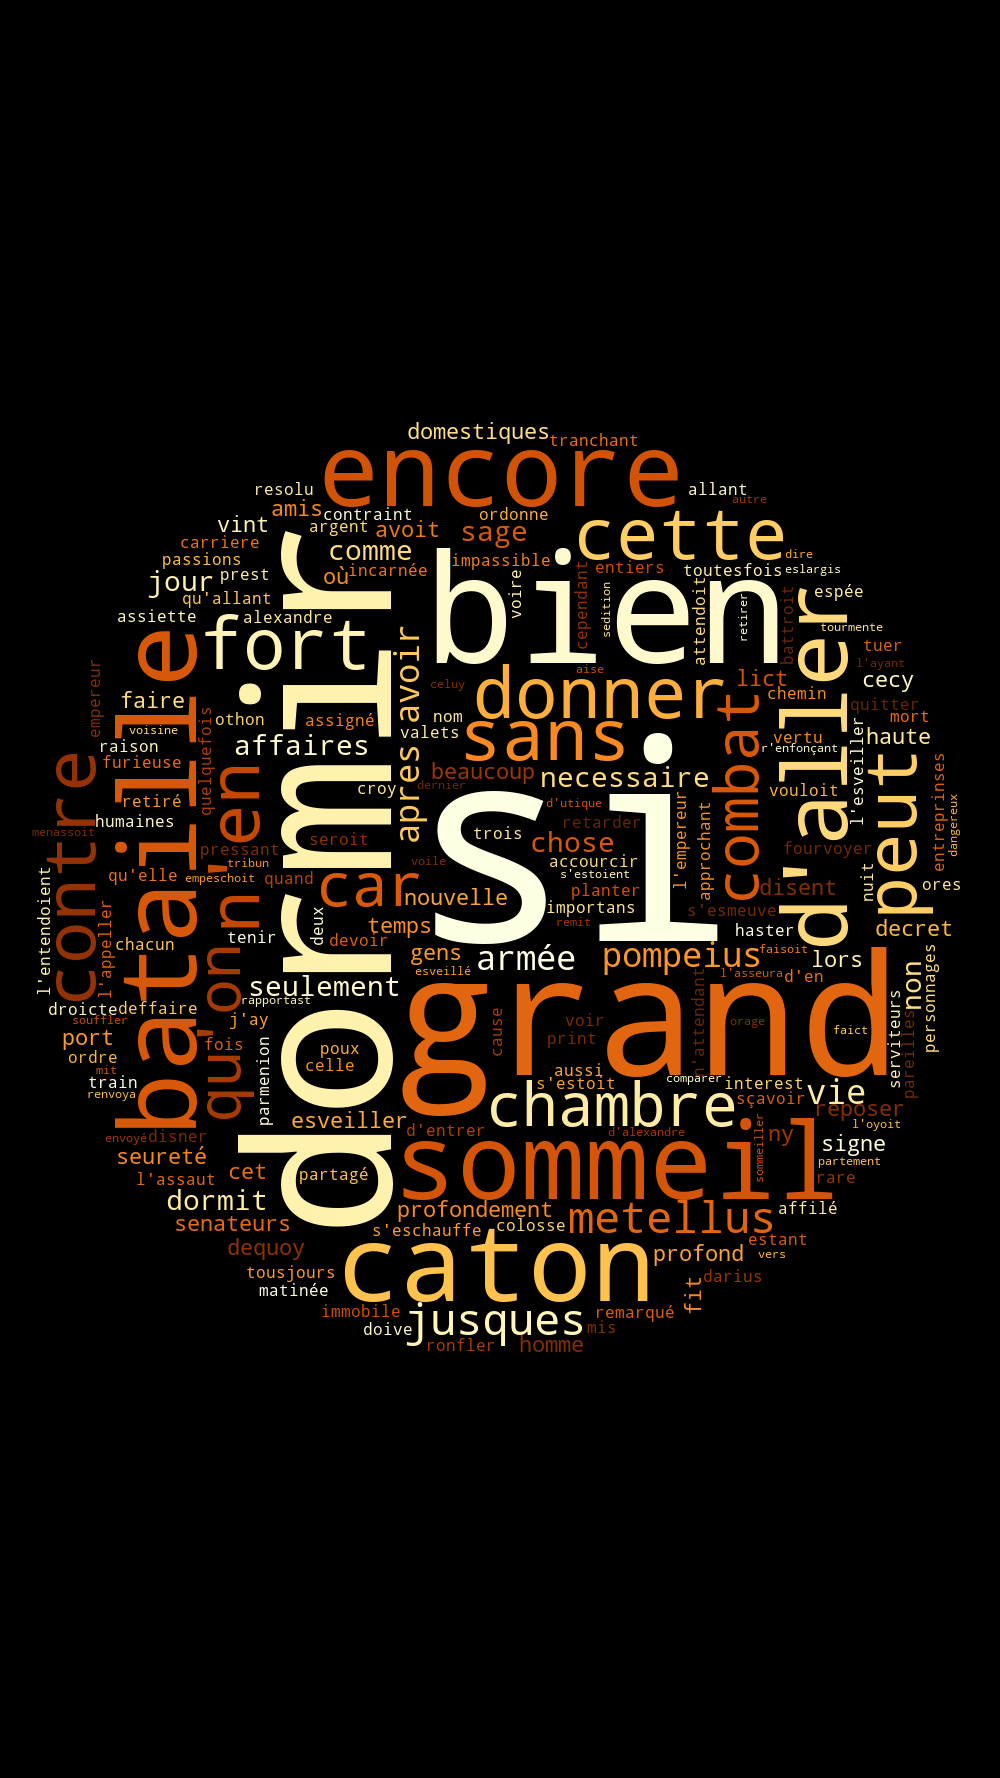 domestiques
tranchant
encore
resolu
allant
autre
amis
contraint
ordonne
vint
argent
avoit
sage
cette
carriere
comme
impassible
dire
passions
où
incarnée
entiers
toutesfois
eslargis
jour
prest
qu'allant
voire
cependant
sedition
attendoit
retirer
battroit
espée
assiette
alexandre
bien
tourmente
fort
tuer
l'ayant
aise
celuy
lict
cecy
empereur
faire
othon
assigné
avoir
donner
chemin
quitter
voisine
nom
mort
raison
affaires
valets
sans
vertu
haute
furieuse
quelquefois
r'enfonçant
l'esveiller
contre
bataille
dormir
apres
beaucoup
necessaire
combat
d'aller
peut
croy
dernier
vouloit
entreprinses
dangereux
retiré
d'utique
humaines
retarder
l'empereur
approchant
menassoit
seroit
trois
chose
si
pressant
fourvoyer
tribun
voile
accourcir
qu'elle
empeschoit
quand
car
nouvelle
s'estoient
planter
disent
nuit
ores
l'entendoient
l'appeller
qu'on
n'en
deux
importans
s'esmeuve
temps
remit
haster
decret
chacun
tenir
devoir
gens
armée
pompeius
faisoit
lors
esveillé
l'asseura
d'en
non
personnages
droicte
deffaire
seulement
rapportast
souffler
j'ay
grand
port
fois
poux
cause
voir
print
n'attendant
orage
faict
serviteurs
pareilles
ordre
parmenion
celle
mit
aussi
train
s'estoit
comparer
interest
vie
renvoya
chambre
sçavoir
reposer
esveiller
l'oyoit
envoyé
disner
d'entrer
d'alexandre
sommeiller
ny
signe
seureté
sommeil
partement
l'assaut
cet
partagé
rare
dormit
profondement
affilé
senateurs
s'eschauffe
colosse
metellus
dequoy
estant
caton
profond
vers
tousjours
darius
matinée
fit
immobile
jusques
remarqué
doive
mis
ronfler
homme